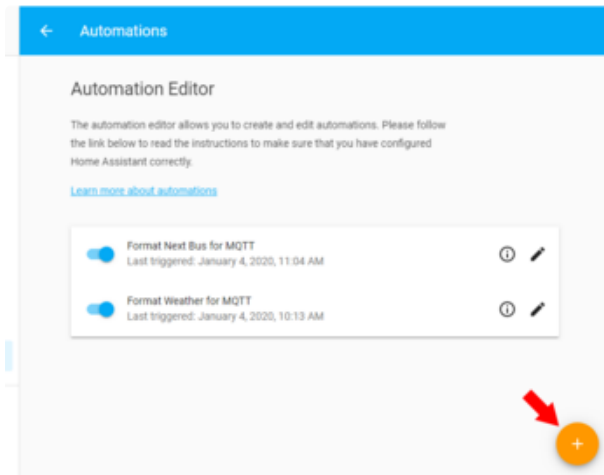 Automations
Automation Editor
The automation editor allows you to create and edit automations. Please follow
the link below to read the instructions to make sure that you have configured
Home Assistant correctly.
Learn more about automations
Format Next Bus for MQTT
Last triggered: January 4, 2020, 11:04 AM
Format Weather for MQTT
Last triggered: January 4, 2020, 10:13 AM